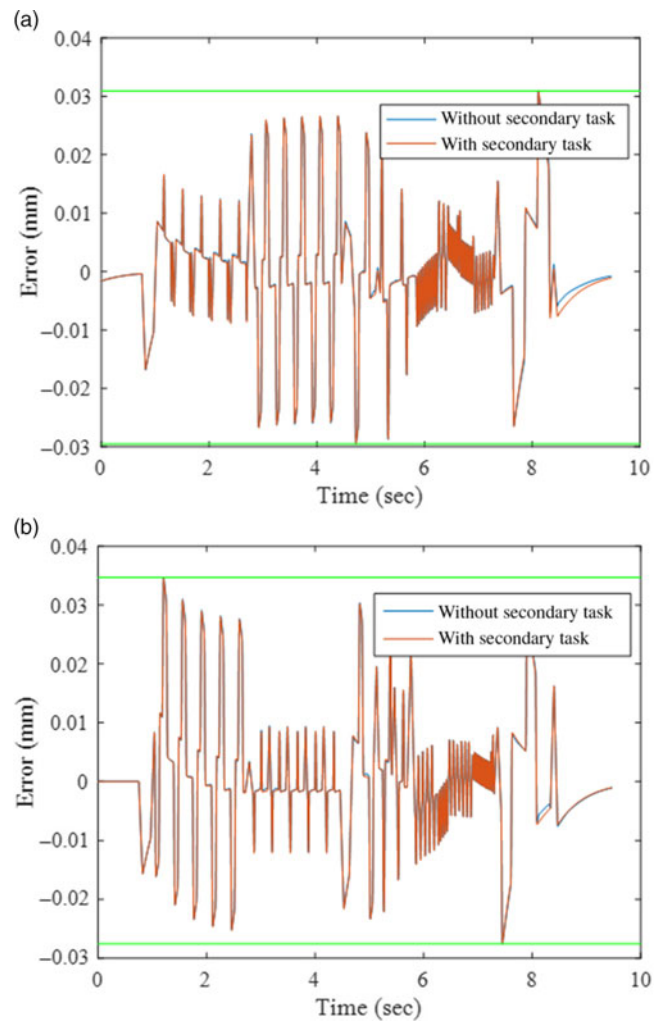 (a)
0.04
0.03
0.02
0.01
0
−0.01
−0.02
−0.03
Error (mm)
Without secondary task
With secondary task
0 2 4 6 8 10
Time (sec)
(b)
0.04
0.03
0.02
0.01
0
−0.01
−0.02
−0.03
Error (mm)
Without secondary task
With secondary task
0 2 4 6 8 10
Time (sec)